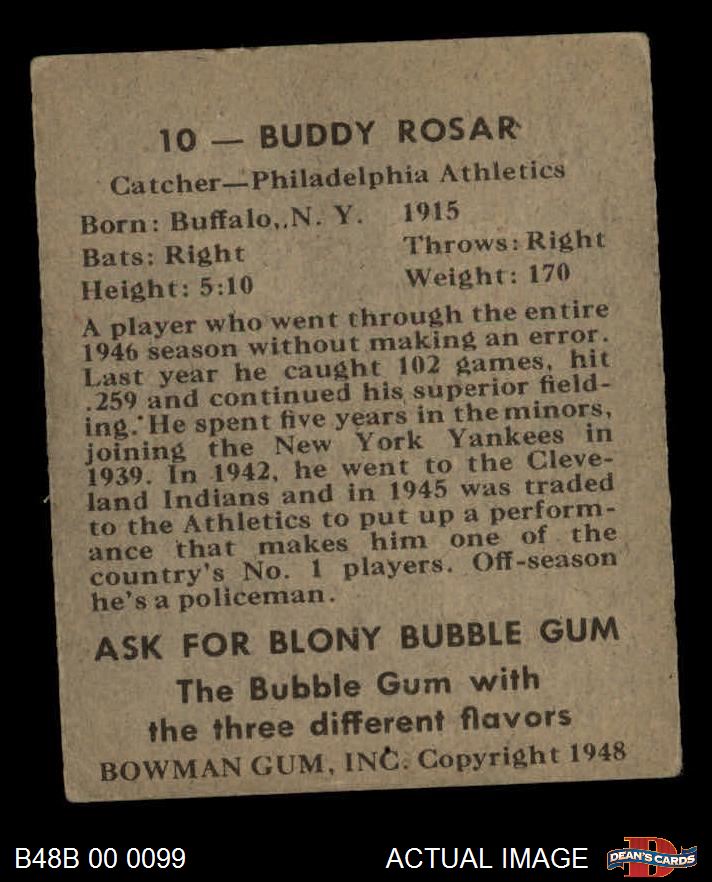 10 — BUDDY ROSAR
Catcher—Philadelphia Athletics
Born: Buffalo,.N. Y. 1915
Bats: Right Throws: Right
Height: 5:10 Weight: 170
A player who went through the entire
1946 season without making an error.
Last year he caught 102 games, hit
.259 and continued his superior field-
ing. He spent five years in the minors,
joining the New York Yankees in
1939. In 1942, he went to the Cleve-
land Indians and in 1945 was traded
to the Athletics to put up a perform-
ance that makes him one of the
country's No. 1 players. Off-season
he's a policeman.
ASK FOR BLONY BUBBLE GUM
The Bubble Gum with
the three different flavors
BOWMAN GUM, INC. Copyright 1948
B48B 00 0099 ACTUAL IMAGE DEAN'S CARDS